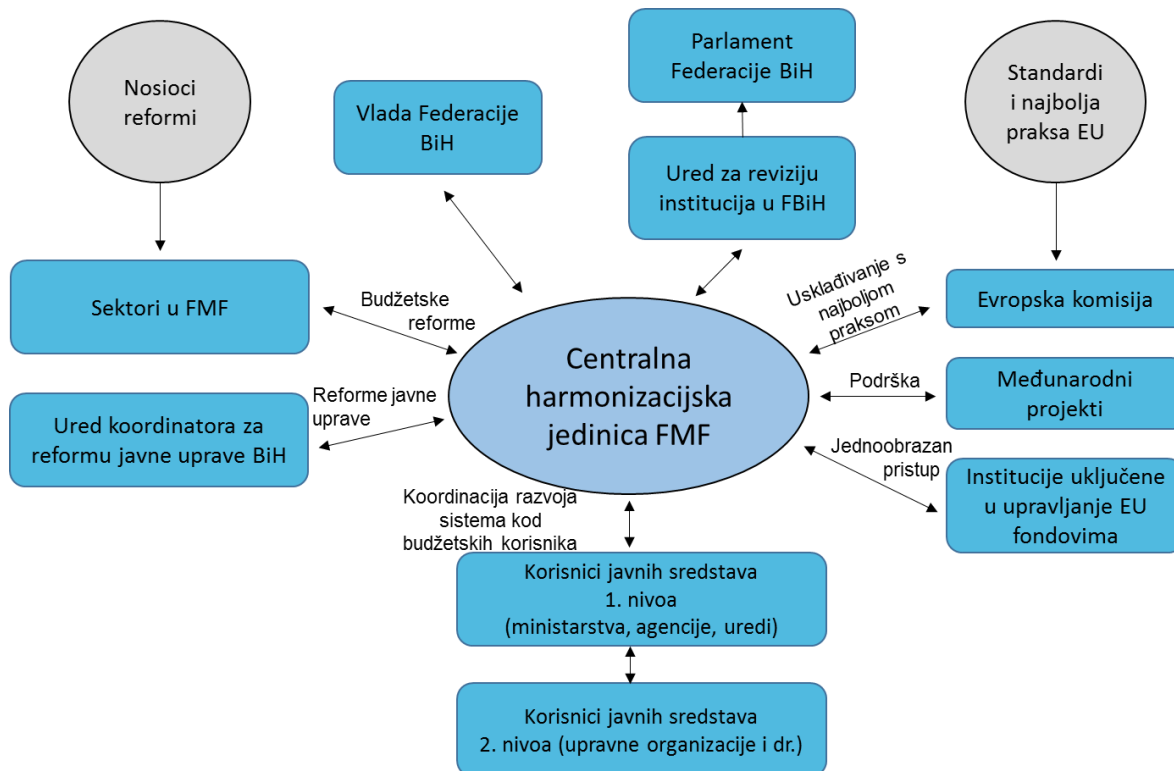 Nosioci
reformi
Vlada Federacije
BiH
Parlament
Federacije BiH
Standardi
i najbolja
praksa EU
Ured za reviziju
institucija u FBiH
Sektori u FMF
Budžetske
reforme
Usklađivanje s
najboljom
praksom
Evropska komisija
Centralna
harmonizacijska
jedinica FMF
Podrška
Međunarodni
projekti
Ured koordinatora za
reformu javne uprave BiH
Reforme javne
uprave
Jednoobrazan
pristup
Institucije uključene
u upravljanje EU
fondovima
Koordinacija razvoja
sistema kod
budžetskih korisnika
Korisnici javnih sredstava
1. nivoa
(ministarstva, agencije, uredi)
Korisnici javnih sredstava
2. nivoa (upravne organizacije i dr.)